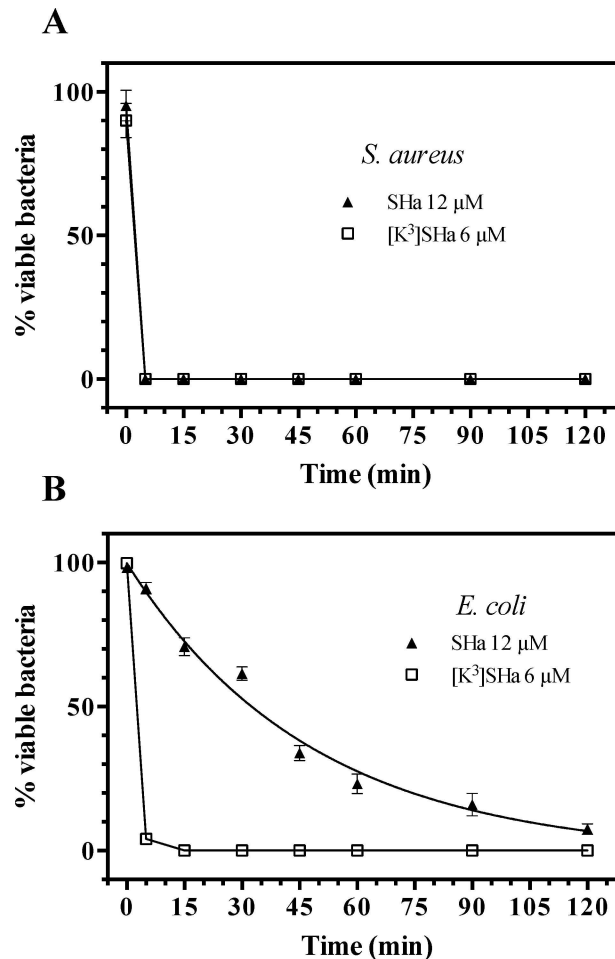 A
% viable bacteria
100
50
0
S. aureus
SHa 12 µM
[K³]SHa 6 µM
0 15 30 45 60 75 90 105 120
Time (min)
B
% viable bacteria
100
50
0
E. coli
SHa 12 µM
[K³]SHa 6 µM
0 15 30 45 60 75 90 105 120
Time (min)